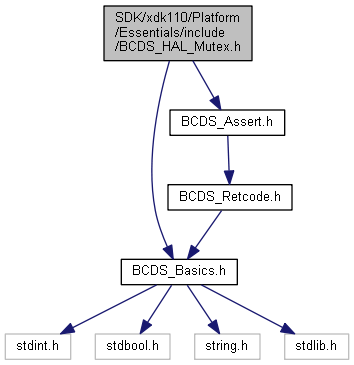 SDK/xdk110/Platform
/Essentials/include
/BCDS_HAL_Mutex.h
BCDS_Assert.h
BCDS_Retcode.h
BCDS_Basics.h
stdint.h
stdbool.h
string.h
stdlib.h